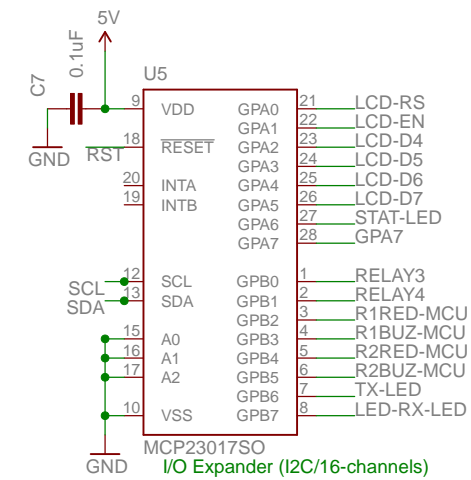 5V
0.1uF
C7
GND
U5
9 VDD GPA0 21 LCD-RS
GPA1 22 LCD-EN
RST 18 RESET GPA2 23 LCD-D4
GPA3 24 LCD-D5
20 INTA GPA4 25 LCD-D6
19 INTB GPA5 26 LCD-D7
GPA6 27 STAT-LED
GPA7 28 GPA7
SCL 12 SCL GPB0 1 RELAY3
SDA 13 SDA GPB1 2 RELAY4
GPB2 3 R1RED-MCU
15 A0 GPB3 4 R1BUZ-MCU
16 A1 GPB4 5 R2RED-MCU
17 A2 GPB5 6 R2BUZ-MCU
GPB6 7 TX-LED
10 VSS GPB7 8 LED-RX-LED
MCP23017SO
GND
I/O Expander (I2C/16-channels)